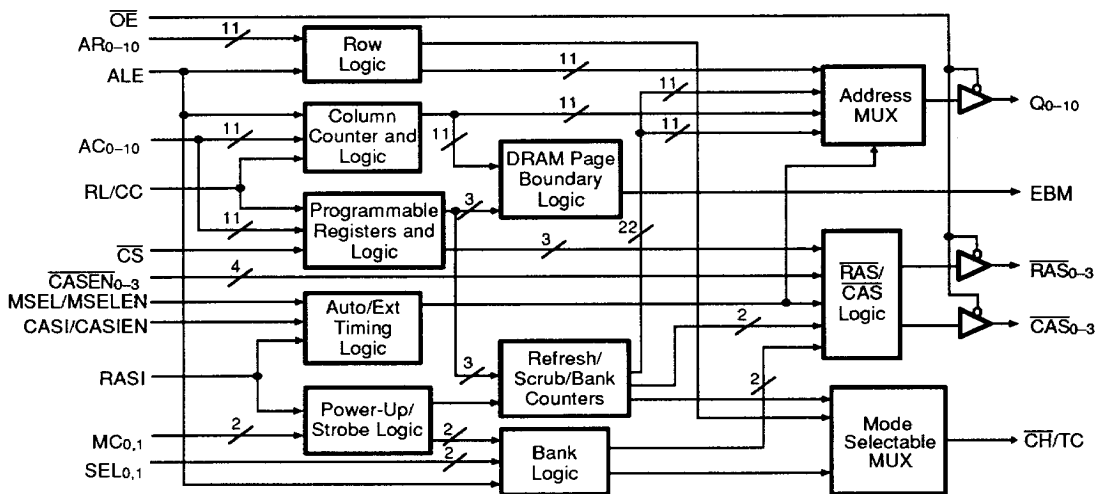 OE
AR0–10
ALE
AC0–10
RL/CC
CS
CASEN0–3
MSEL/MSELEN
CASI/CASIEN
RASI
MC0,1
SEL0,1
11
11
11
4
2
2
Row
Logic
Column
Counter and
Logic
Programmable
Registers and
Logic
Auto/Ext
Timing
Logic
Power-Up/
Strobe Logic
11
11
11
3
3
3
2
DRAM Page
Boundary
Logic
Refresh/
Scrub/Bank
Counters
Bank
Logic
11
11
22
2
2
Address
MUX
RAS/
CAS
Logic
Mode
Selectable
MUX
Q0–10
EBM
RAS0–3
CAS0–3
CH/TC